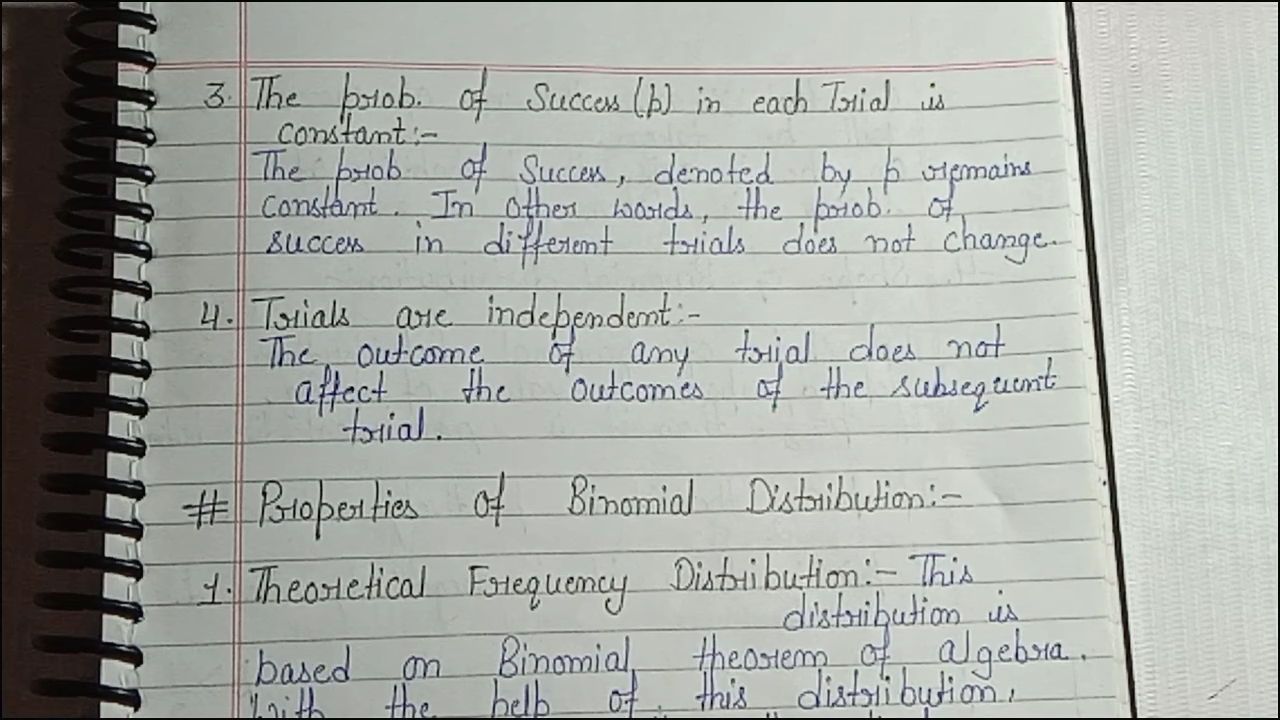 3. The prob. of Success (p) in each Trial is
constant:-
The prob of Success, denoted by p remains
constant. In other words, the prob. of
success in different trials does not change.
4. Trials are independent:-
The outcome of any trial does not
affect the outcomes of the subsequent
trial.
# Properties of Binomial Distribution:-
1. Theoretical Frequency Distribution:- This
distribution is
based on Binomial theorem of algebra.
With the help of this distribution,